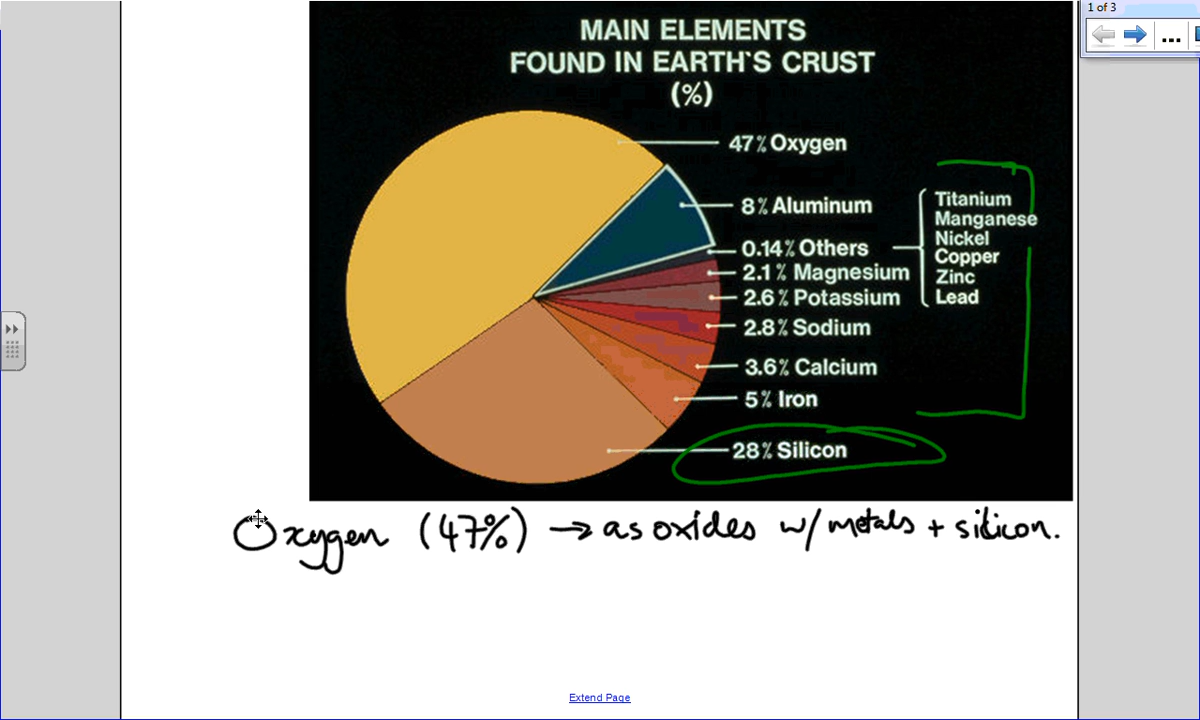 1 of 3
MAIN ELEMENTS
FOUND IN EARTH'S CRUST
(%)
47% Oxygen
8% Aluminum
0.14% Others
2.1% Magnesium
2.6% Potassium
2.8% Sodium
3.6% Calcium
5% Iron
28% Silicon
Titanium
Manganese
Nickel
Copper
Zinc
Lead
Oxygen (47%) → as oxides w/ metals + silicon.
Extend Page